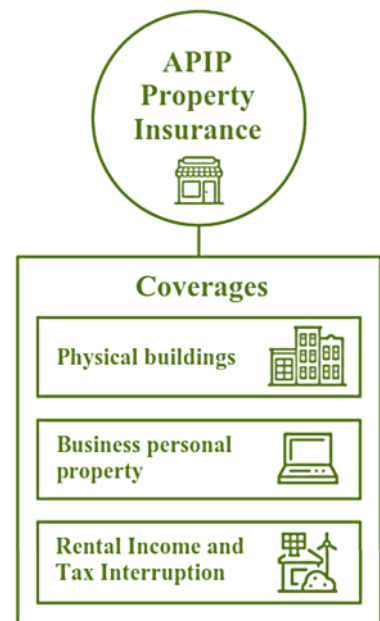 APIP
Property
Insurance
Coverages
Physical buildings
Business personal
property
Rental Income and
Tax Interruption